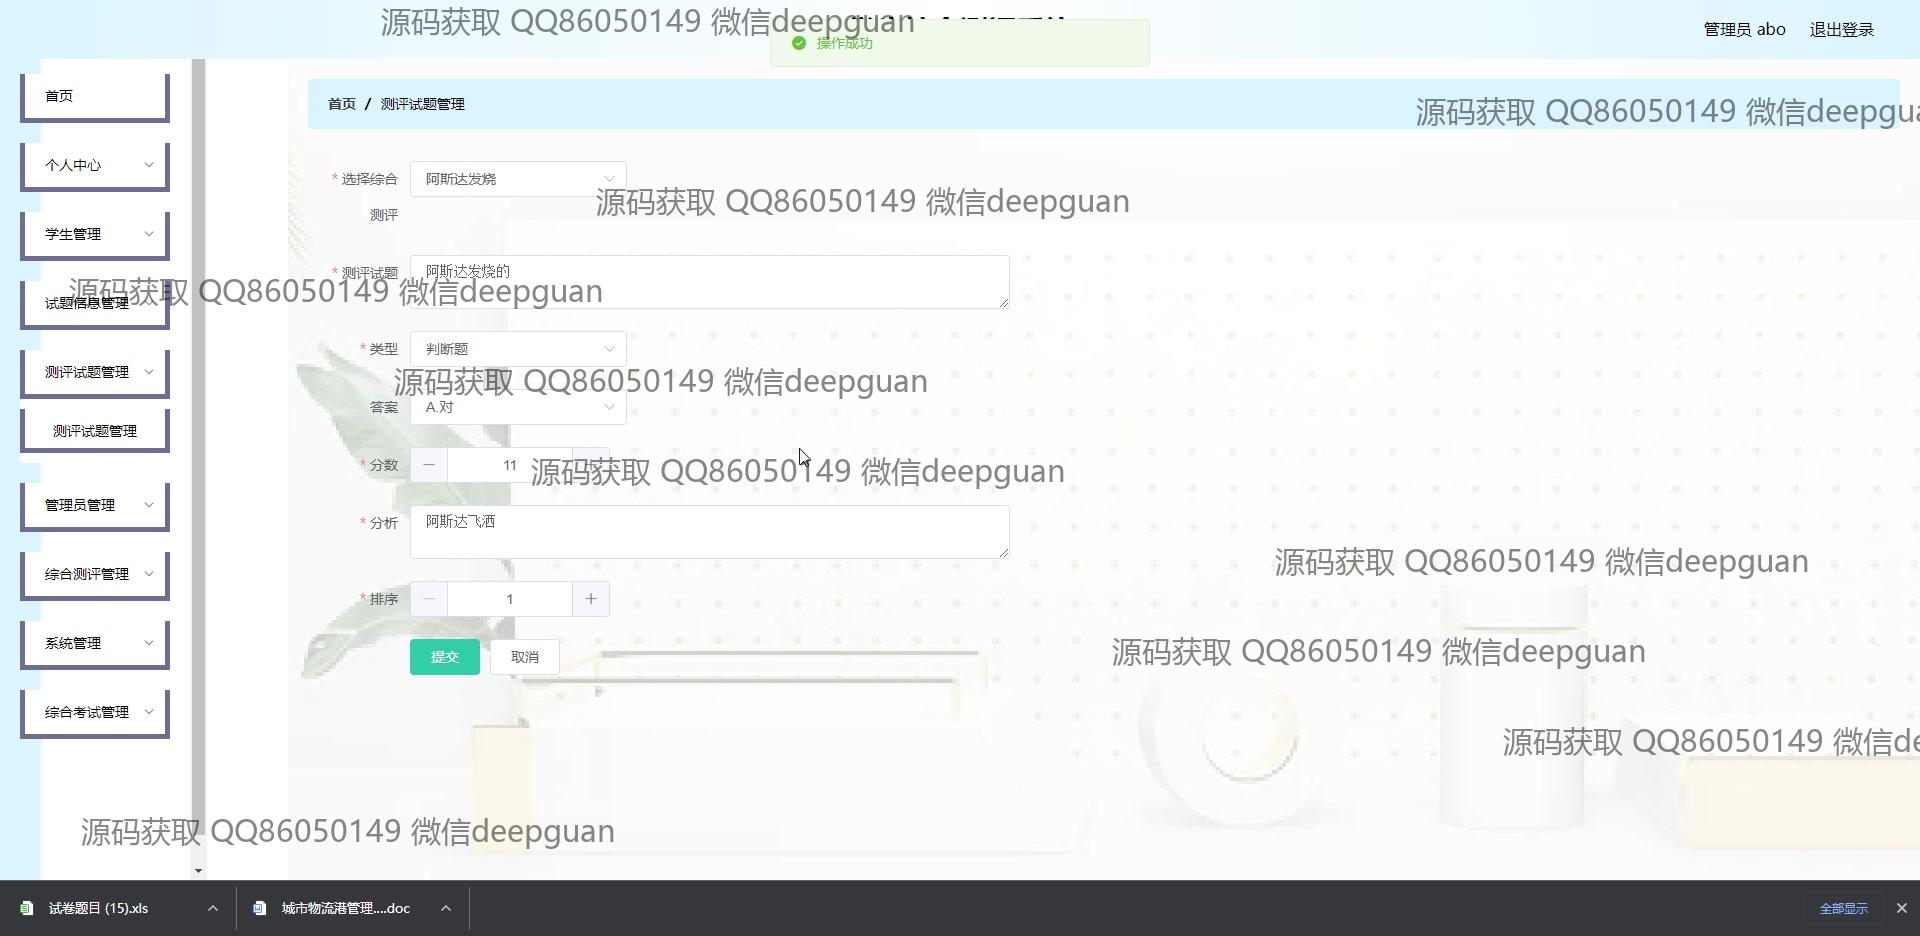 源码获取 QQ86050149 微信deepguan
操作成功
管理员 abo
退出登录
首页
首页 / 测评试题管理
源码获取 QQ86050149 微信deepgua
个人中心
* 选择综合测评
阿斯达发烧
源码获取 QQ86050149 微信deepguan
学生管理
* 测评试题
阿斯达发烧的
源码获取 QQ86050149 微信deepguan
试题信息管理
* 类型
判断题
测评试题管理
源码获取 QQ86050149 微信deepguan
答案
A.对
测评试题管理
* 分数
11
源码获取 QQ86050149 微信deepguan
管理员管理
* 分析
阿斯达飞洒
源码获取 QQ86050149 微信deepguan
综合测评管理
* 排序
1
系统管理
提交
取消
源码获取 QQ86050149 微信deepguan
综合考试管理
源码获取 QQ86050149 微信de
源码获取 QQ86050149 微信deepguan
试卷题目 (15).xls
城市物流港管理....doc
全部显示